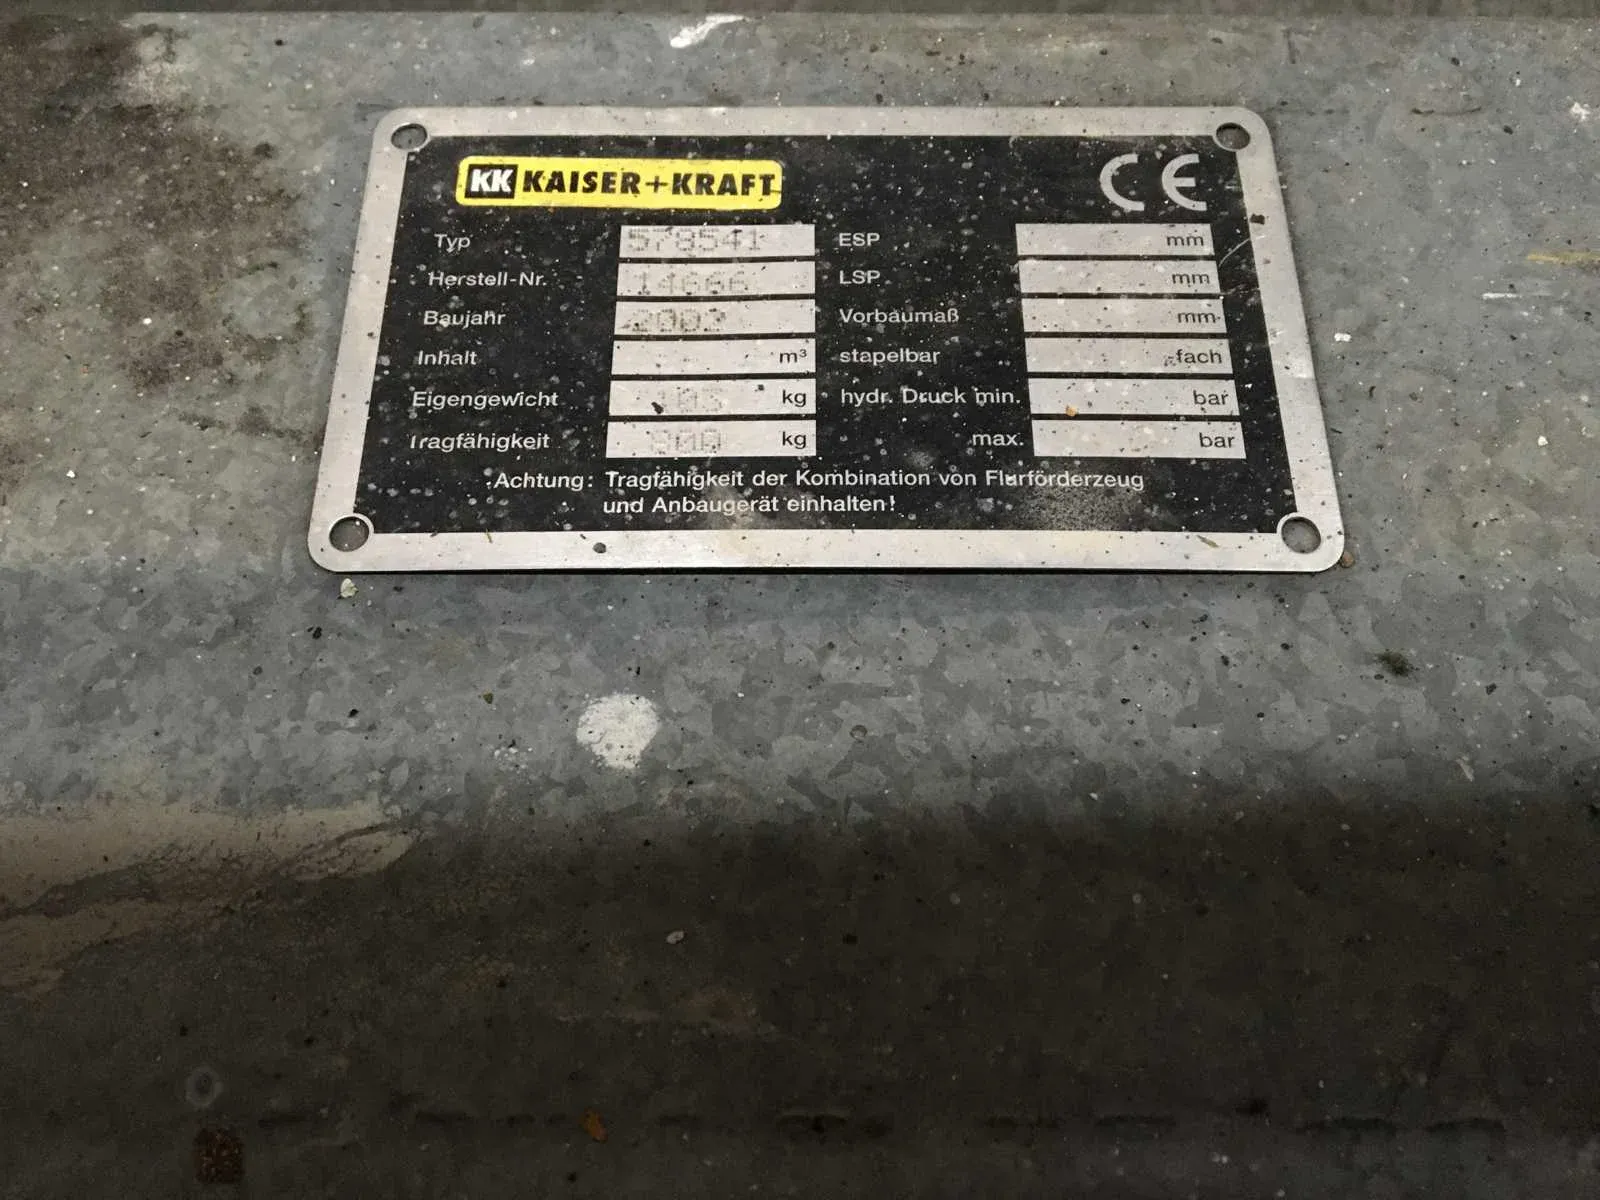 KK KAISER+KRAFT CE
Typ 578541 ESP mm
Herstell-Nr. 14666 LSP mm
Baujahr 2002 Vorbaumaß mm
Inhalt m³ stapelbar -fach
Eigengewicht 105 kg hydr. Druck min. bar
Tragfähigkeit kg max. bar
Achtung: Tragfähigkeit der Kombination von Flurförderzeug
und Anbaugerät einhalten!